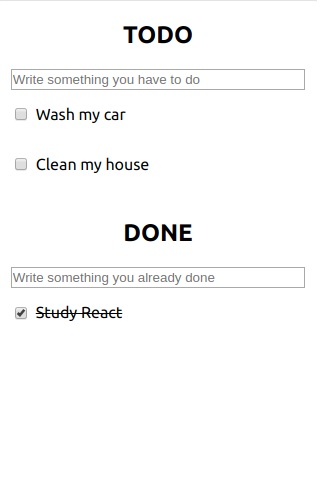 TODO
Write something you have to do
Wash my car
Clean my house
DONE
Write something you already done
Study React